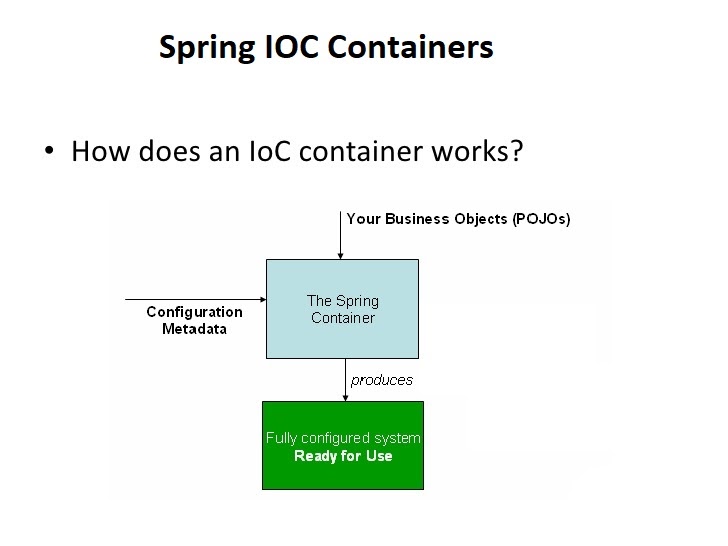 Spring IOC Containers
• How does an IoC container works?
Your Business Objects (POJOs)
The Spring
Container
Configuration
Metadata
produces
Fully configured system
Ready for Use